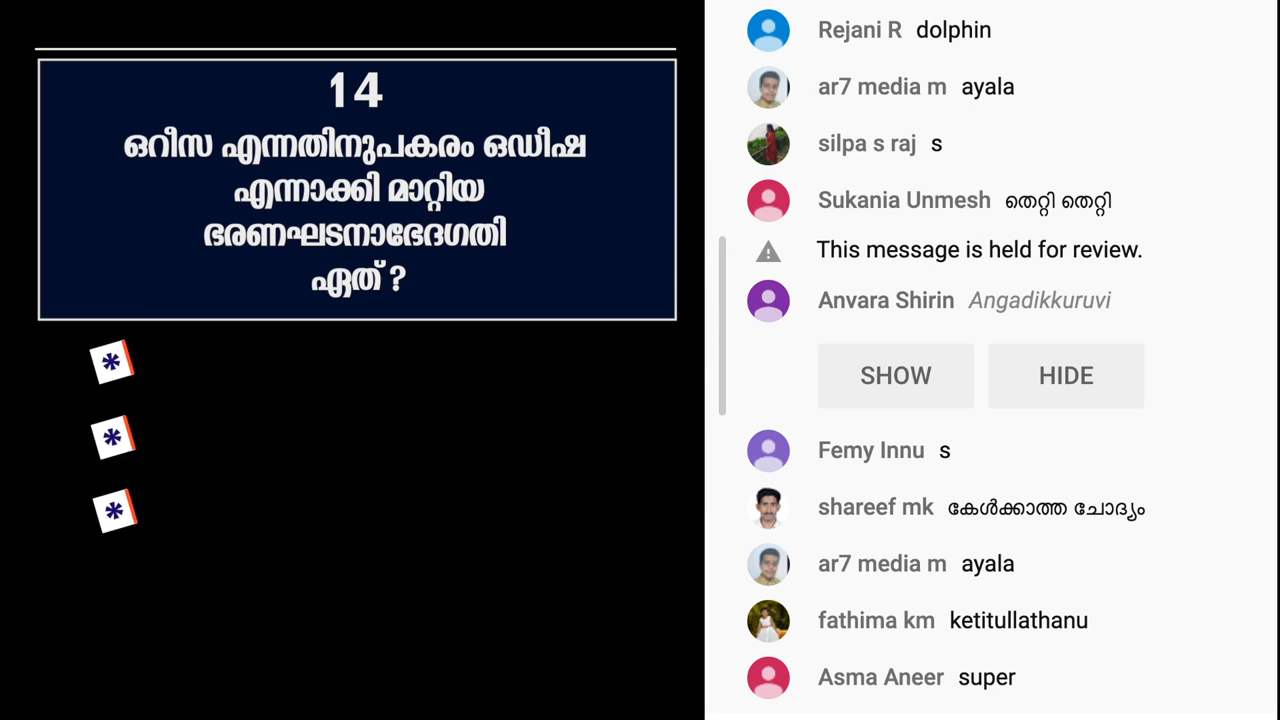 14
ഒറീസ എന്നതിനുപകരം ഒഡീഷ
എന്നാക്കി മാറ്റിയ
ഭരണഘടനാഭേദഗതി
ഏത് ?
*
*
*
Rejani R dolphin
ar7 media m ayala
silpa s raj s
Sukania Unmesh തെറ്റി തെറ്റി
This message is held for review.
Anvara Shirin Angadikkuruvi
SHOW HIDE
Femy Innu s
shareef mk കേൾക്കാത്ത ചോദ്യം
ar7 media m ayala
fathima km ketitullathanu
Asma Aneer super